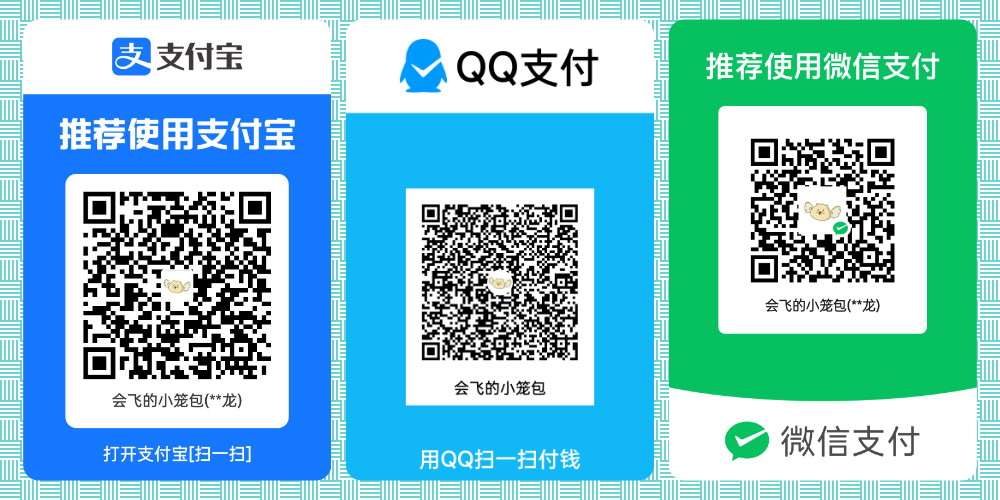 支付宝
推荐使用支付宝
会飞的小笼包(**龙)
打开支付宝[扫一扫]
QQ支付
会飞的小笼包
用QQ扫一扫付钱
推荐使用微信支付
会飞的小笼包(**龙)
微信支付